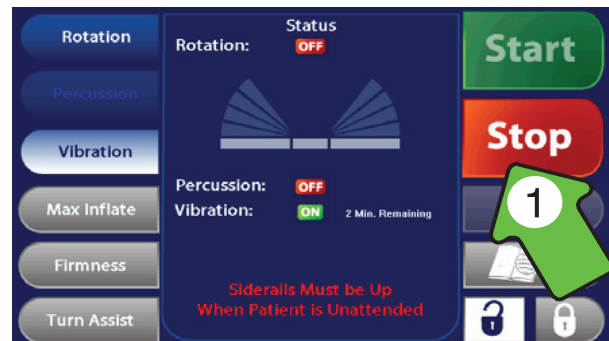 Rotation
Percussion
Vibration
Max Inflate
Firmness
Turn Assist
Status
Rotation: OFF
Percussion: OFF
Vibration: ON 2 Min. Remaining
Siderails Must be Up
When Patient is Unattended
Start
Stop
1